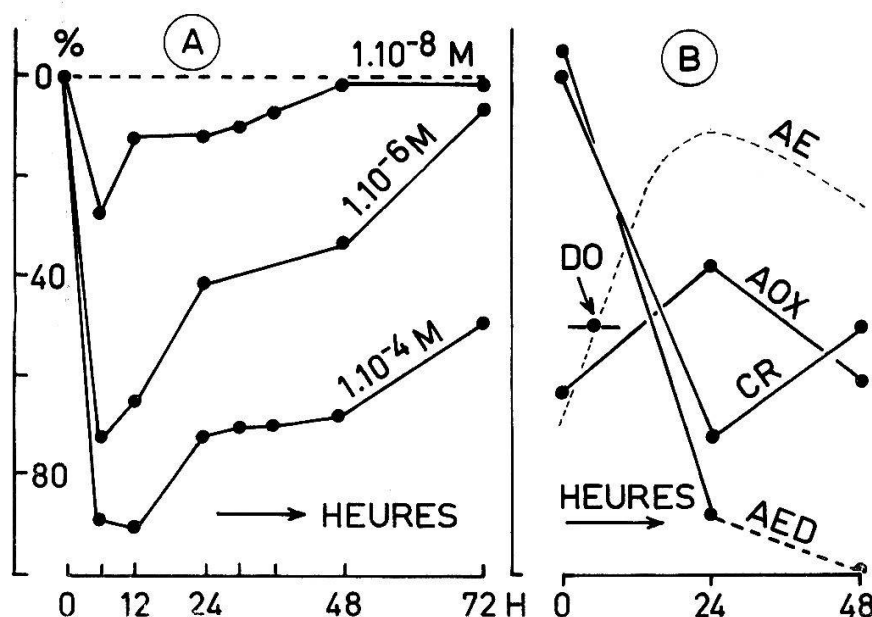 %
A
1.10⁻⁸ M
B
0
AE
1.10⁻⁶ M
40
DO
AOX
1.10⁻⁴ M
CR
80
HEURES
HEURES
AED
0 12 24 48 72 H
0 24 48